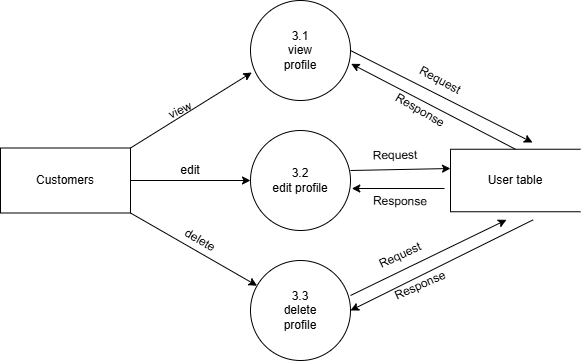 3.1
view
profile
Request
view
Response
Customers
edit
3.2
edit profile
Request
Response
User table
delete
Request
Response
3.3
delete
profile